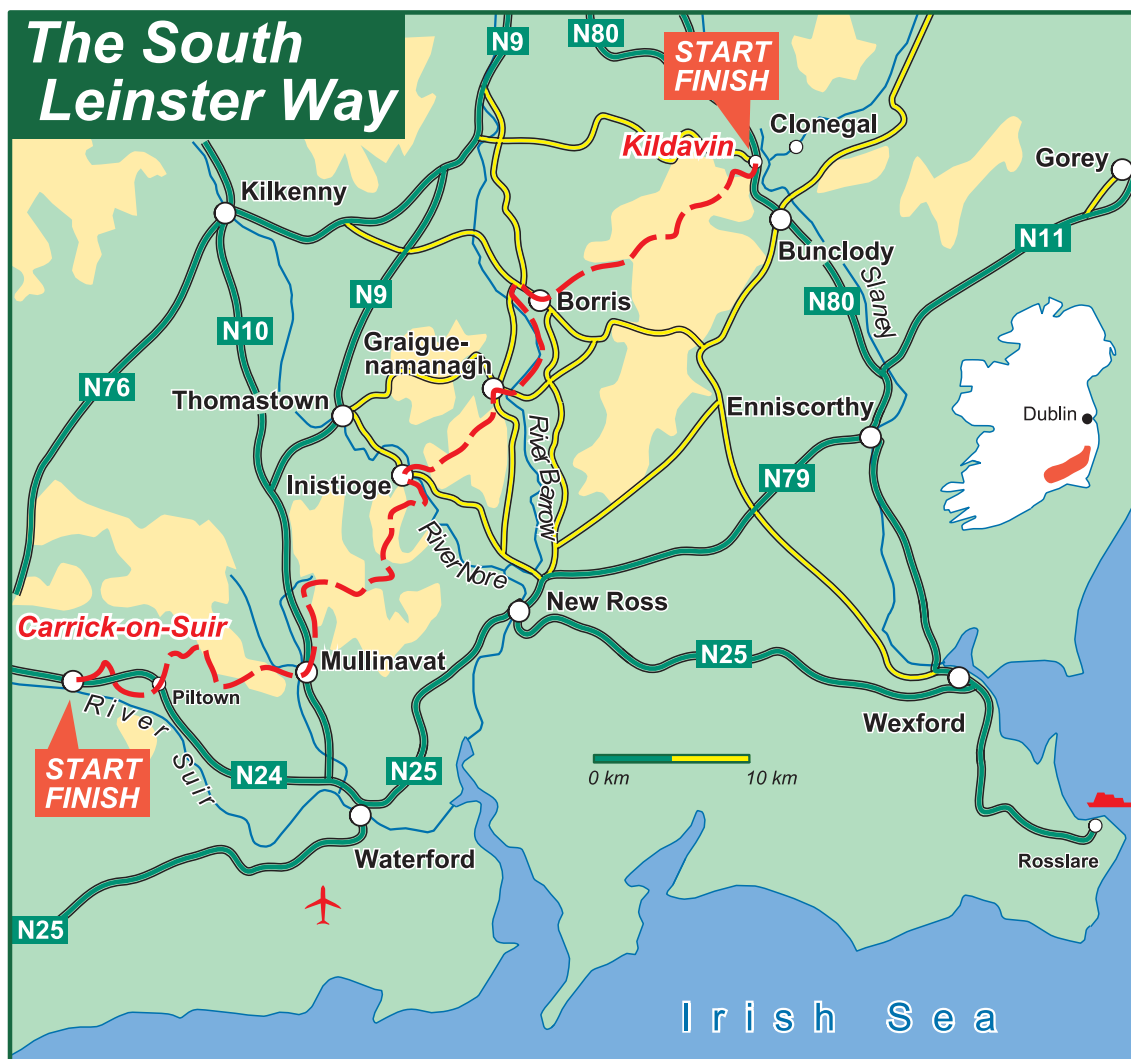 The South
Leinster Way
N9
N80
START
FINISH
Clonegal
Kildavin
Gorey
Kilkenny
Bunclody
N11
N9
Slaney
N80
Borris
N10
Graigue-
namanagh
N76
Thomastown
Enniscorthy
Dublin
River Barrow
N79
Inistioge
River Nore
New Ross
Carrick-on-Suir
Mullinavat
N25
Piltown
River Suir
Wexford
START
FINISH
N24
N25
0 km
10 km
Waterford
Rosslare
N25
Irish Sea